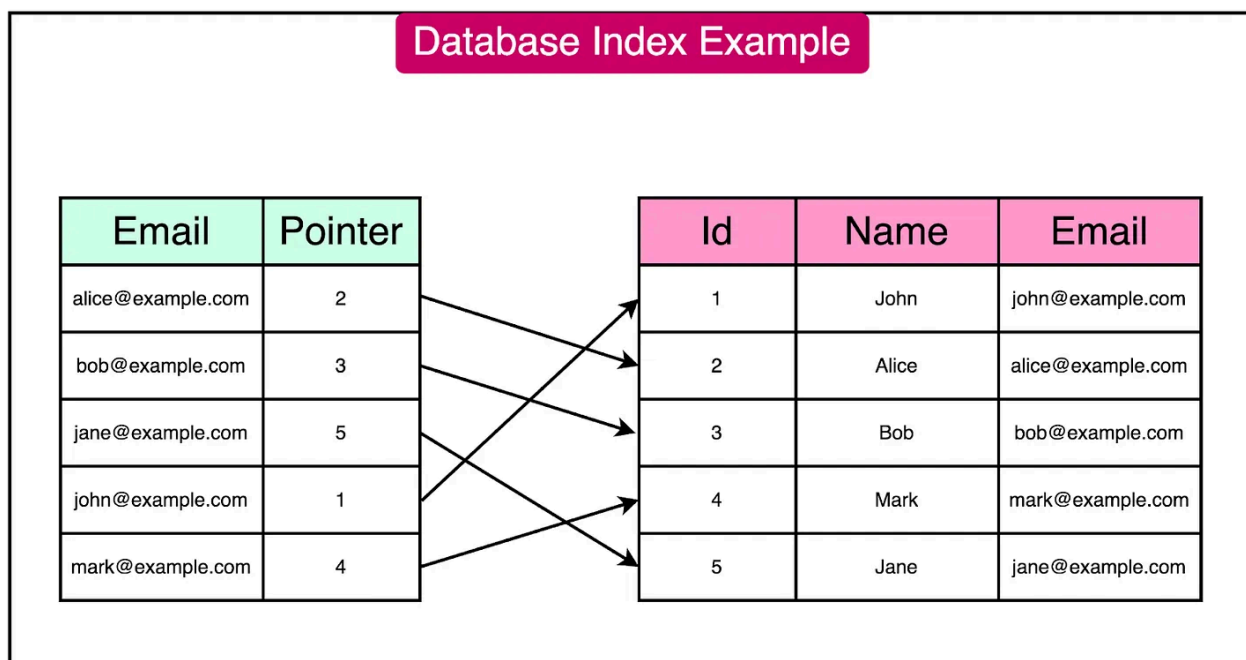 Database Index Example
Email Pointer
alice@example.com 2
bob@example.com 3
jane@example.com 5
john@example.com 1
mark@example.com 4
Id Name Email
1 John john@example.com
2 Alice alice@example.com
3 Bob bob@example.com
4 Mark mark@example.com
5 Jane jane@example.com